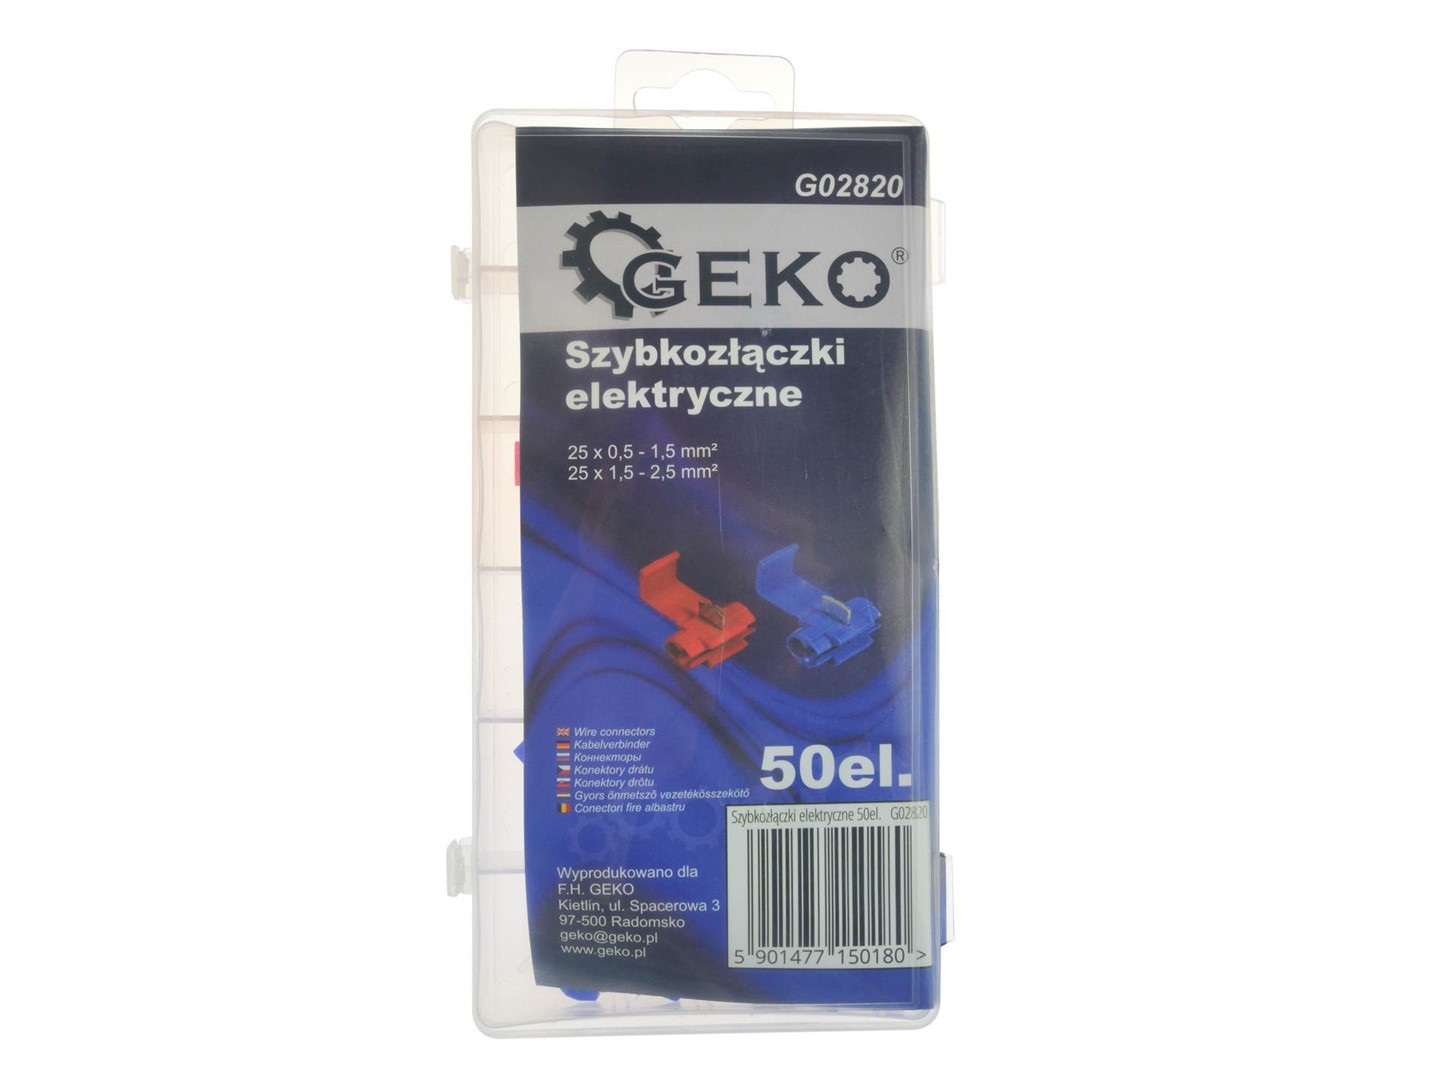 G02820
GEKO®
Szybkozłączki
elektryczne
25 x 0,5 - 1,5 mm²
25 x 1,5 - 2,5 mm²
Wire connectors
Kabelverbinder
Коннекторы
Konektory drátu
Konektory drôtu
Gyors önmetsző vezetékösszekötő
Conectori fire albastru
50el.
Szybkozłączki elektryczne 50el. G02820
Wyprodukowano dla
F.H. GEKO
Kietlin, ul. Spacerowa 3
97-500 Radomsko
geko@geko.pl
www.geko.pl
5 901477 150180 >